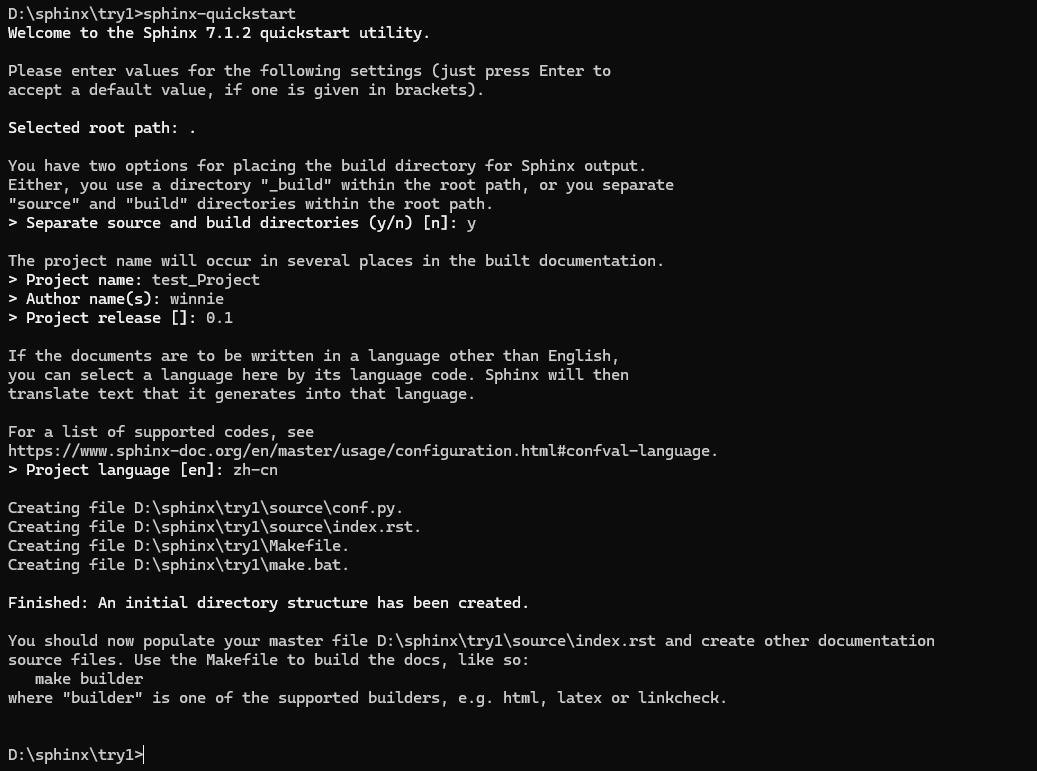 D:\sphinx\try1>sphinx-quickstart
Welcome to the Sphinx 7.1.2 quickstart utility.
Please enter values for the following settings (just press Enter to
accept a default value, if one is given in brackets).
Selected root path: .
You have two options for placing the build directory for Sphinx output.
Either, you use a directory "_build" within the root path, or you separate
"source" and "build" directories within the root path.
> Separate source and build directories (y/n) [n]: y
The project name will occur in several places in the built documentation.
> Project name: test_Project
> Author name(s): winnie
> Project release []: 0.1
If the documents are to be written in a language other than English,
you can select a language here by its language code. Sphinx will then
translate text that it generates into that language.
For a list of supported codes, see
https://www.sphinx-doc.org/en/master/usage/configuration.html#confval-language.
> Project language [en]: zh-cn
Creating file D:\sphinx\try1\source\conf.py.
Creating file D:\sphinx\try1\source\index.rst.
Creating file D:\sphinx\try1\Makefile.
Creating file D:\sphinx\try1\make.bat.
Finished: An initial directory structure has been created.
You should now populate your master file D:\sphinx\try1\source\index.rst and create other documentation
source files. Use the Makefile to build the docs, like so:
make builder
where "builder" is one of the supported builders, e.g. html, latex or linkcheck.
D:\sphinx\try1>